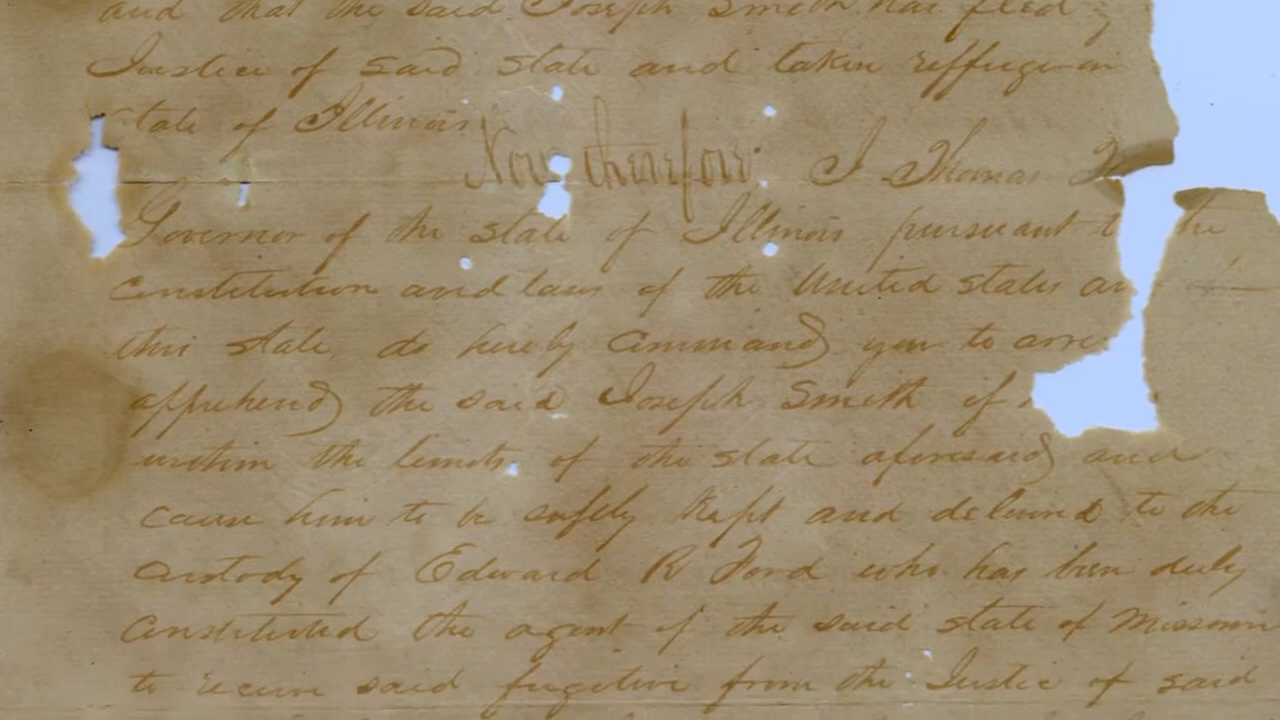 and that the said Joseph Smith has fled
Justice of said state and taken reffuge in
state of Illinois
Now therefore I Thomas
Governor of the state of Illinois pursuant t the
constitution and laws of the United states an
this state, do hereby command you to arre
apprehend the said Joseph Smith if
within the limits of the state aforesaid and
cause him to be safely kept and delivered to the
custody of Edward R Ford who has been duly
constituted the agent of the said state of Missouri
to receive said fugitive from the Justice of said